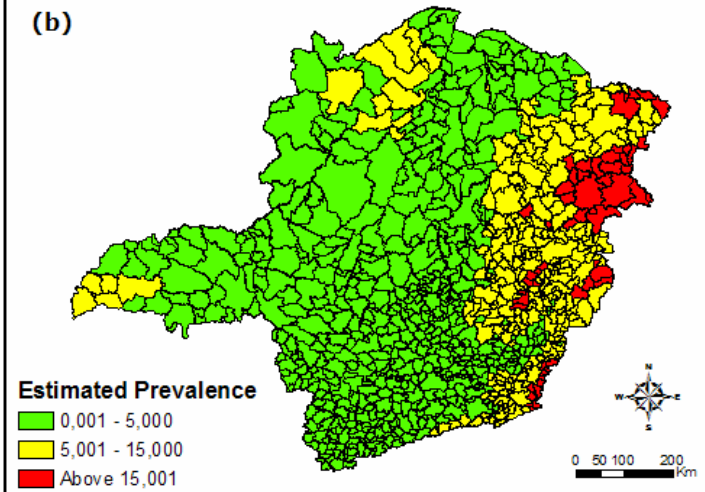 (b)
N
W E
S
Estimated Prevalence
0,001 - 5,000
5,001 - 15,000
Above 15,001
0 50 100 200
Km